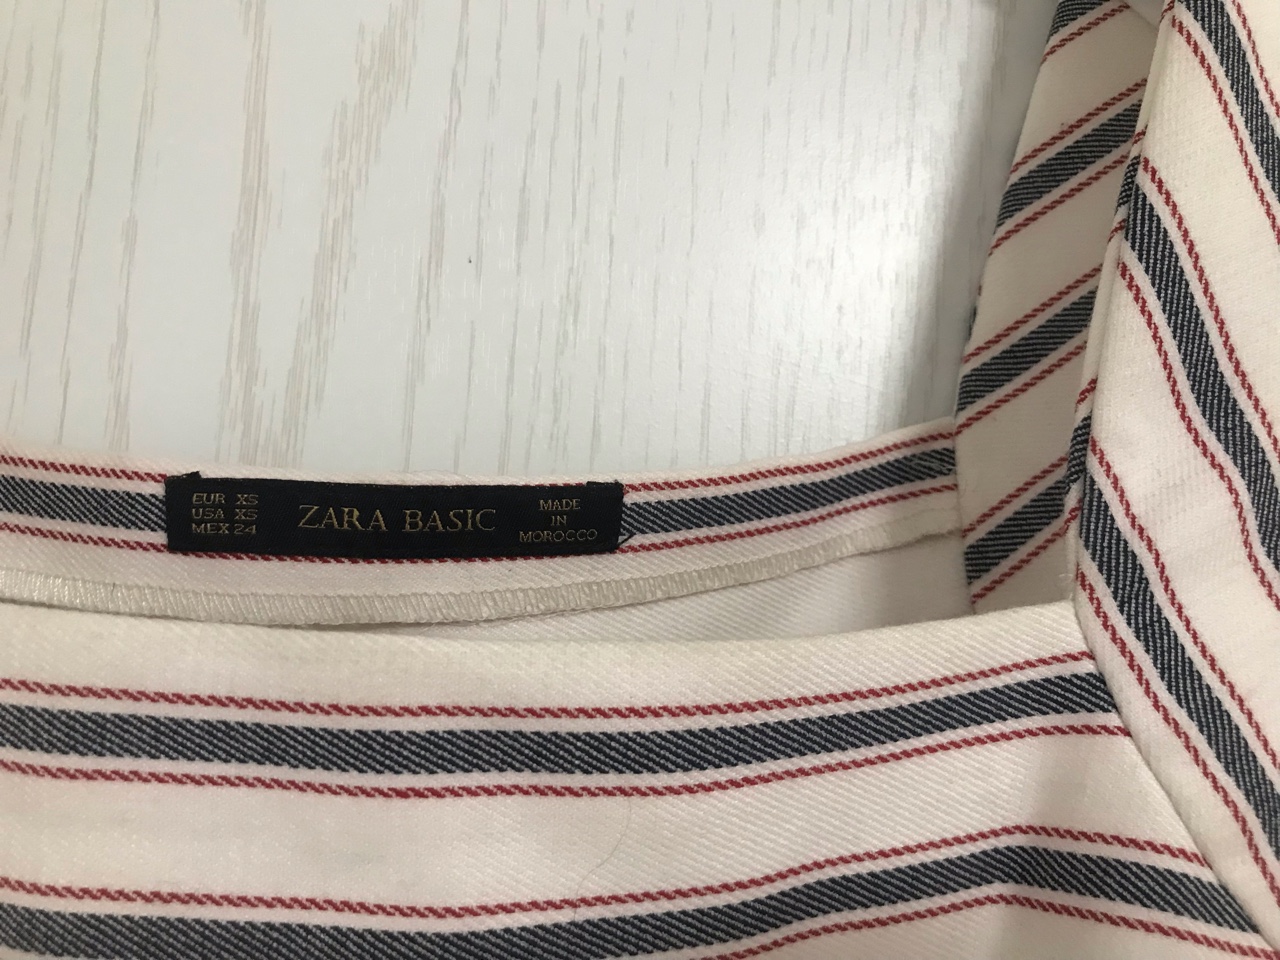 EUR XS
USA XS
MEX 24
ZARA BASIC
MADE
IN
MOROCCO